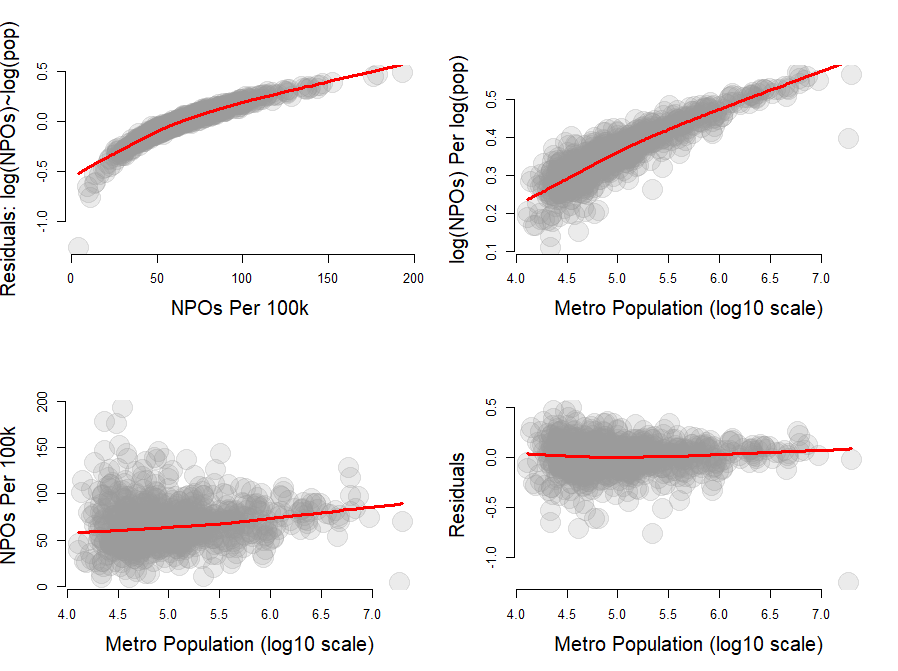 Residuals: log(NPOs)~log(pop)
0.5
0.0
-0.5
-1.0
0 50 100 150 200
NPOs Per 100k
log(NPOs) Per log(pop)
0.5
0.4
0.3
0.2
0.1
4.0 4.5 5.0 5.5 6.0 6.5 7.0
Metro Population (log10 scale)
NPOs Per 100k
200
150
100
50
0
4.0 4.5 5.0 5.5 6.0 6.5 7.0
Metro Population (log10 scale)
Residuals
0.5
0.0
-0.5
-1.0
4.0 4.5 5.0 5.5 6.0 6.5 7.0
Metro Population (log10 scale)